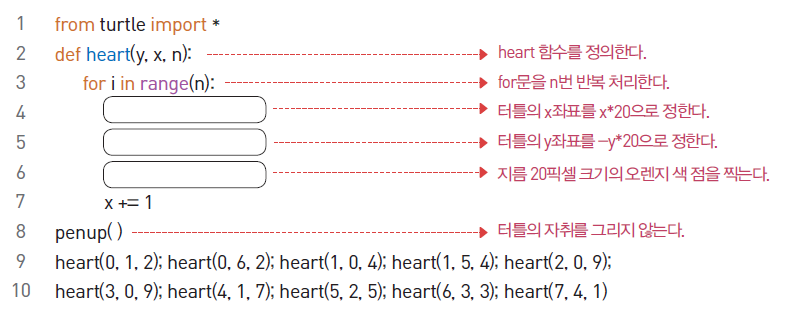 1 from turtle import *
2 def heart(y, x, n): heart 함수를 정의한다.
3 for i in range(n): for문을 n번 반복 처리한다.
4 터틀의 x좌표를 x*20으로 정한다.
5 터틀의 y좌표를 –y*20으로 정한다.
6 지름 20픽셀 크기의 오렌지 색 점을 찍는다.
7 x += 1
8 penup( ) 터틀의 자취를 그리지 않는다.
9 heart(0, 1, 2); heart(0, 6, 2); heart(1, 0, 4); heart(1, 5, 4); heart(2, 0, 9);
10 heart(3, 0, 9); heart(4, 1, 7); heart(5, 2, 5); heart(6, 3, 3); heart(7, 4, 1)